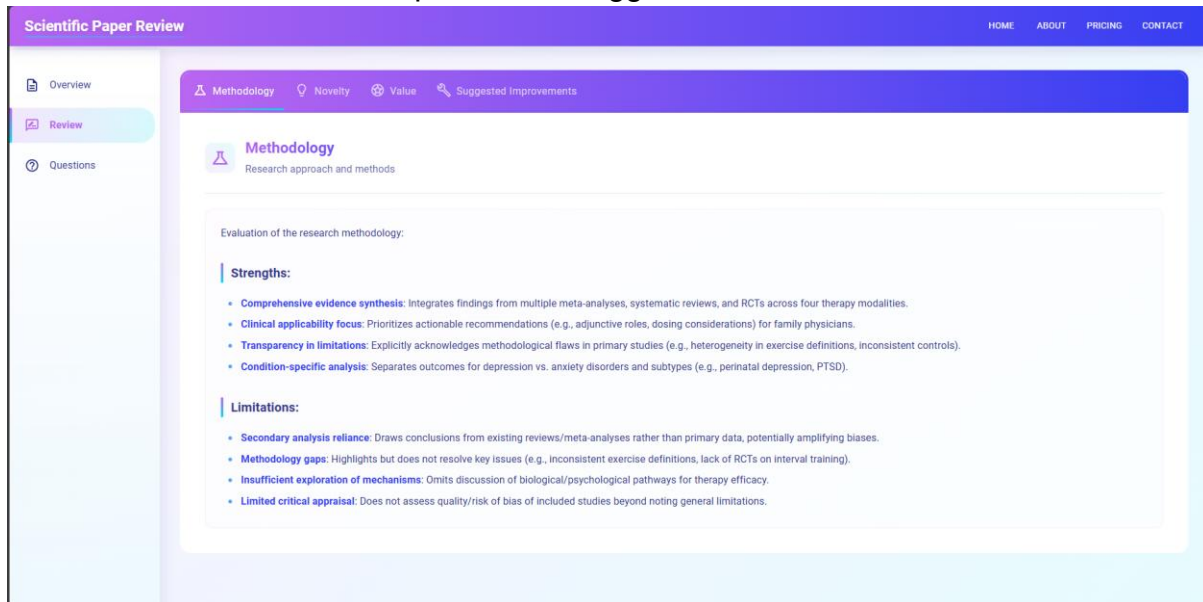 Scientific Paper Review
HOME ABOUT PRICING CONTACT
Overview
Review
Questions
Methodology Novelty Value Suggested Improvements
Methodology
Research approach and methods
Evaluation of the research methodology:
Strengths:
• Comprehensive evidence synthesis: Integrates findings from multiple meta-analyses, systematic reviews, and RCTs across four therapy modalities.
• Clinical applicability focus: Prioritizes actionable recommendations (e.g., adjunctive roles, dosing considerations) for family physicians.
• Transparency in limitations: Explicitly acknowledges methodological flaws in primary studies (e.g., heterogeneity in exercise definitions, inconsistent controls).
• Condition-specific analysis: Separates outcomes for depression vs. anxiety disorders and subtypes (e.g., perinatal depression, PTSD).
Limitations:
• Secondary analysis reliance: Draws conclusions from existing reviews/meta-analyses rather than primary data, potentially amplifying biases.
• Methodology gaps: Highlights but does not resolve key issues (e.g., inconsistent exercise definitions, lack of RCTs on interval training).
• Insufficient exploration of mechanisms: Omits discussion of biological/psychological pathways for therapy efficacy.
• Limited critical appraisal: Does not assess quality/risk of bias of included studies beyond noting general limitations.